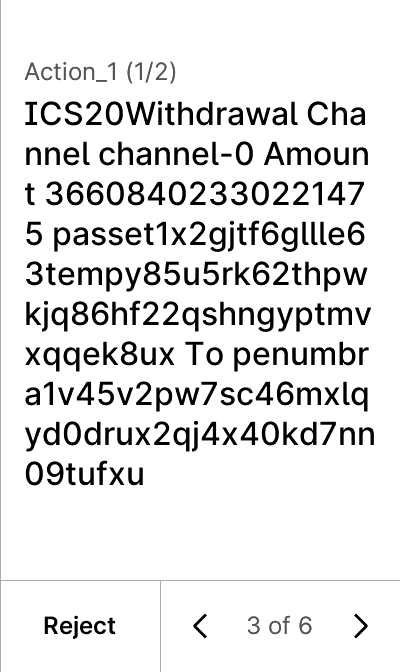 Action_1 (1/2)
ICS20Withdrawal Cha
nnel channel-0 Amoun
t 3660840233022147
5 passet1x2gjtf6gllle6
3tempy85u5rk62thpw
kjq86hf22qshngyptmv
xqqek8ux To penumbr
a1v45v2pw7sc46mxlq
yd0drux2qj4x40kd7nn
09tufxu
Reject
3 of 6